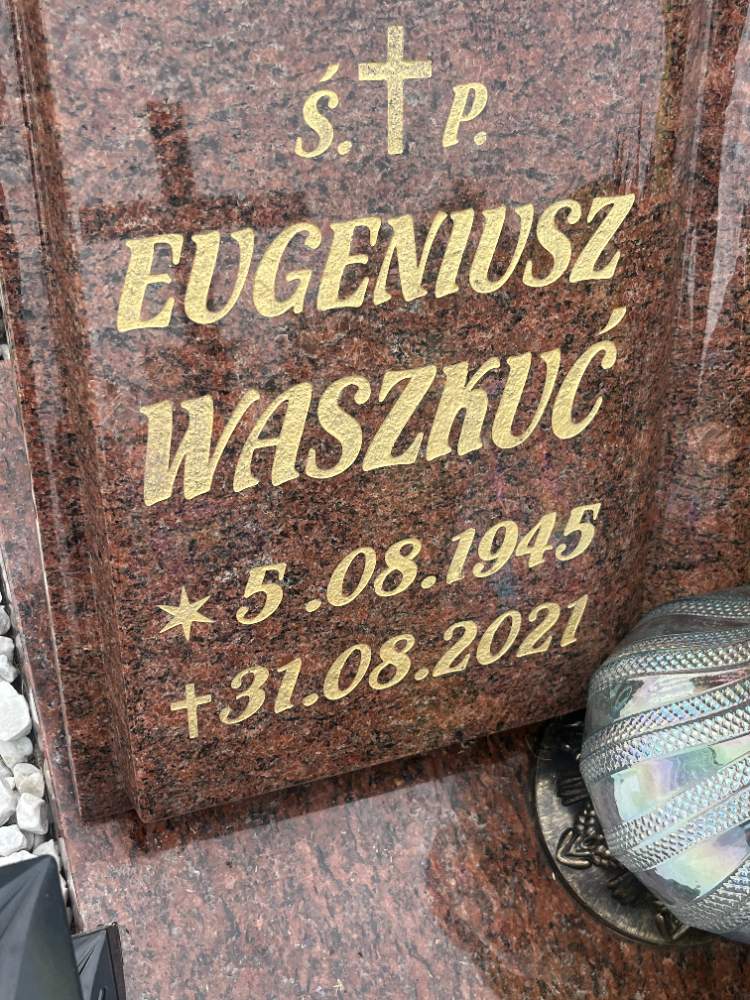 Ś. P.
EUGENIUSZ
WASZKUĆ
* 5.08.1945
† 31.08.2021